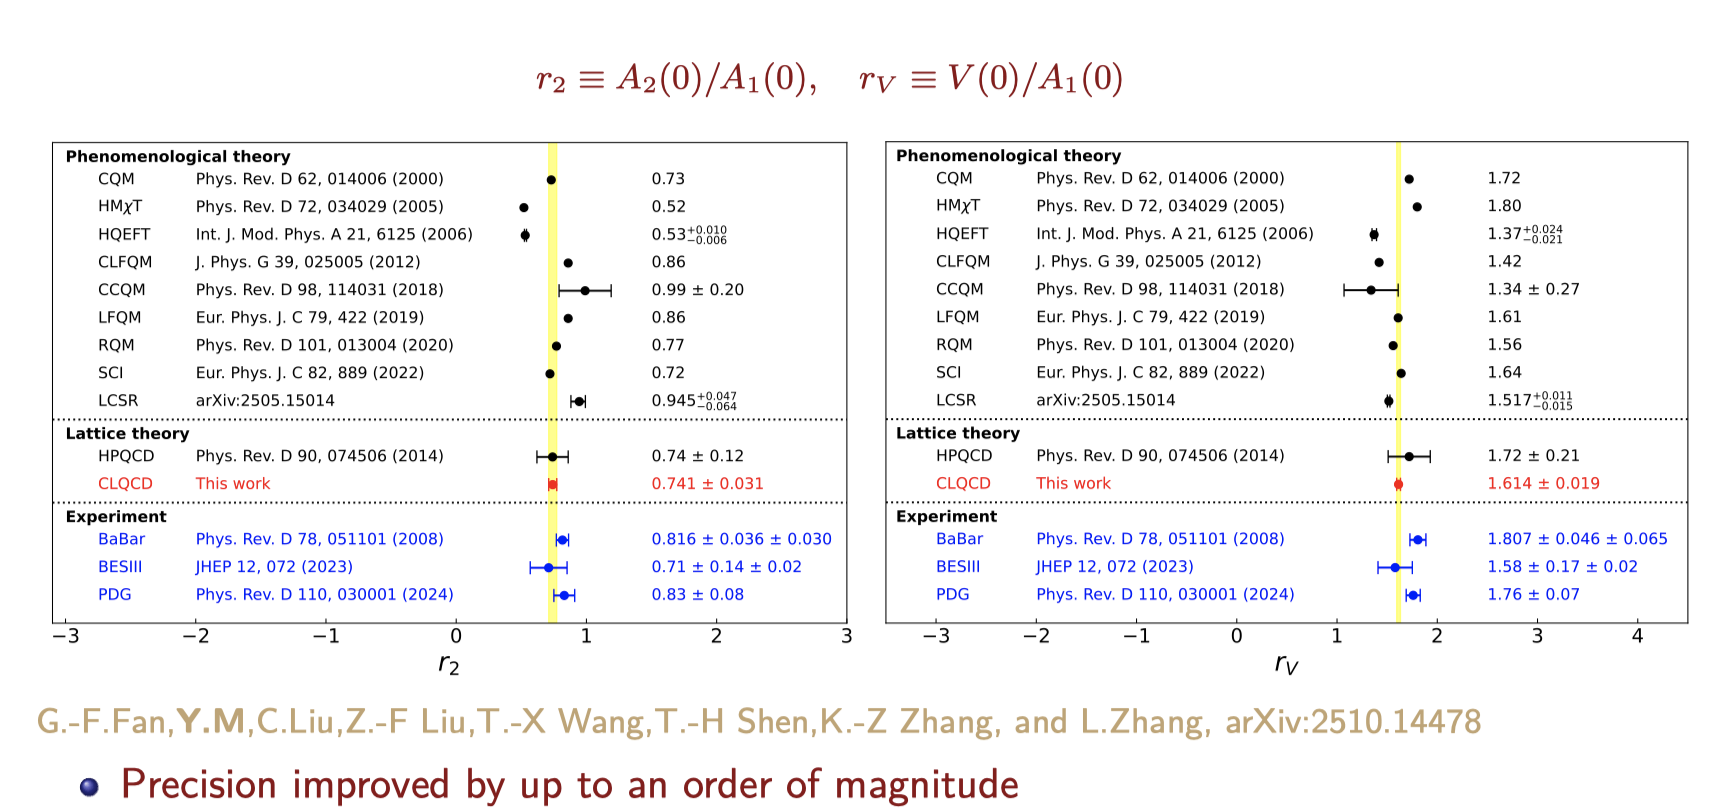 r₂ ≡ A₂(0)/A₁(0), r_V ≡ V(0)/A₁(0)
Phenomenological theory
CQM Phys. Rev. D 62, 014006 (2000) 0.73
HMχT Phys. Rev. D 72, 034029 (2005) 0.52
HQEFT Int. J. Mod. Phys. A 21, 6125 (2006) 0.53+0.010−0.006
CLFQM J. Phys. G 39, 025005 (2012) 0.86
CCQM Phys. Rev. D 98, 114031 (2018) 0.99 ± 0.20
LFQM Eur. Phys. J. C 79, 422 (2019) 0.86
RQM Phys. Rev. D 101, 013004 (2020) 0.77
SCI Eur. Phys. J. C 82, 889 (2022) 0.72
LCSR arXiv:2505.15014 0.945+0.047−0.064
Lattice theory
HPQCD Phys. Rev. D 90, 074506 (2014) 0.74 ± 0.12
CLQCD This work 0.741 ± 0.031
Experiment
BaBar Phys. Rev. D 78, 051101 (2008) 0.816 ± 0.036 ± 0.030
BESIII JHEP 12, 072 (2023) 0.71 ± 0.14 ± 0.02
PDG Phys. Rev. D 110, 030001 (2024) 0.83 ± 0.08
−3 −2 −1 0 1 2 3
r₂
Phenomenological theory
CQM Phys. Rev. D 62, 014006 (2000) 1.72
HMχT Phys. Rev. D 72, 034029 (2005) 1.80
HQEFT Int. J. Mod. Phys. A 21, 6125 (2006) 1.37+0.024−0.021
CLFQM J. Phys. G 39, 025005 (2012) 1.42
CCQM Phys. Rev. D 98, 114031 (2018) 1.34 ± 0.27
LFQM Eur. Phys. J. C 79, 422 (2019) 1.61
RQM Phys. Rev. D 101, 013004 (2020) 1.56
SCI Eur. Phys. J. C 82, 889 (2022) 1.64
LCSR arXiv:2505.15014 1.517+0.011−0.015
Lattice theory
HPQCD Phys. Rev. D 90, 074506 (2014) 1.72 ± 0.21
CLQCD This work 1.614 ± 0.019
Experiment
BaBar Phys. Rev. D 78, 051101 (2008) 1.807 ± 0.046 ± 0.065
BESIII JHEP 12, 072 (2023) 1.58 ± 0.17 ± 0.02
PDG Phys. Rev. D 110, 030001 (2024) 1.76 ± 0.07
−3 −2 −1 0 1 2 3 4
r_V
G.-F.Fan,Y.M,C.Liu,Z.-F Liu,T.-X Wang,T.-H Shen,K.-Z Zhang, and L.Zhang, arXiv:2510.14478
Precision improved by up to an order of magnitude